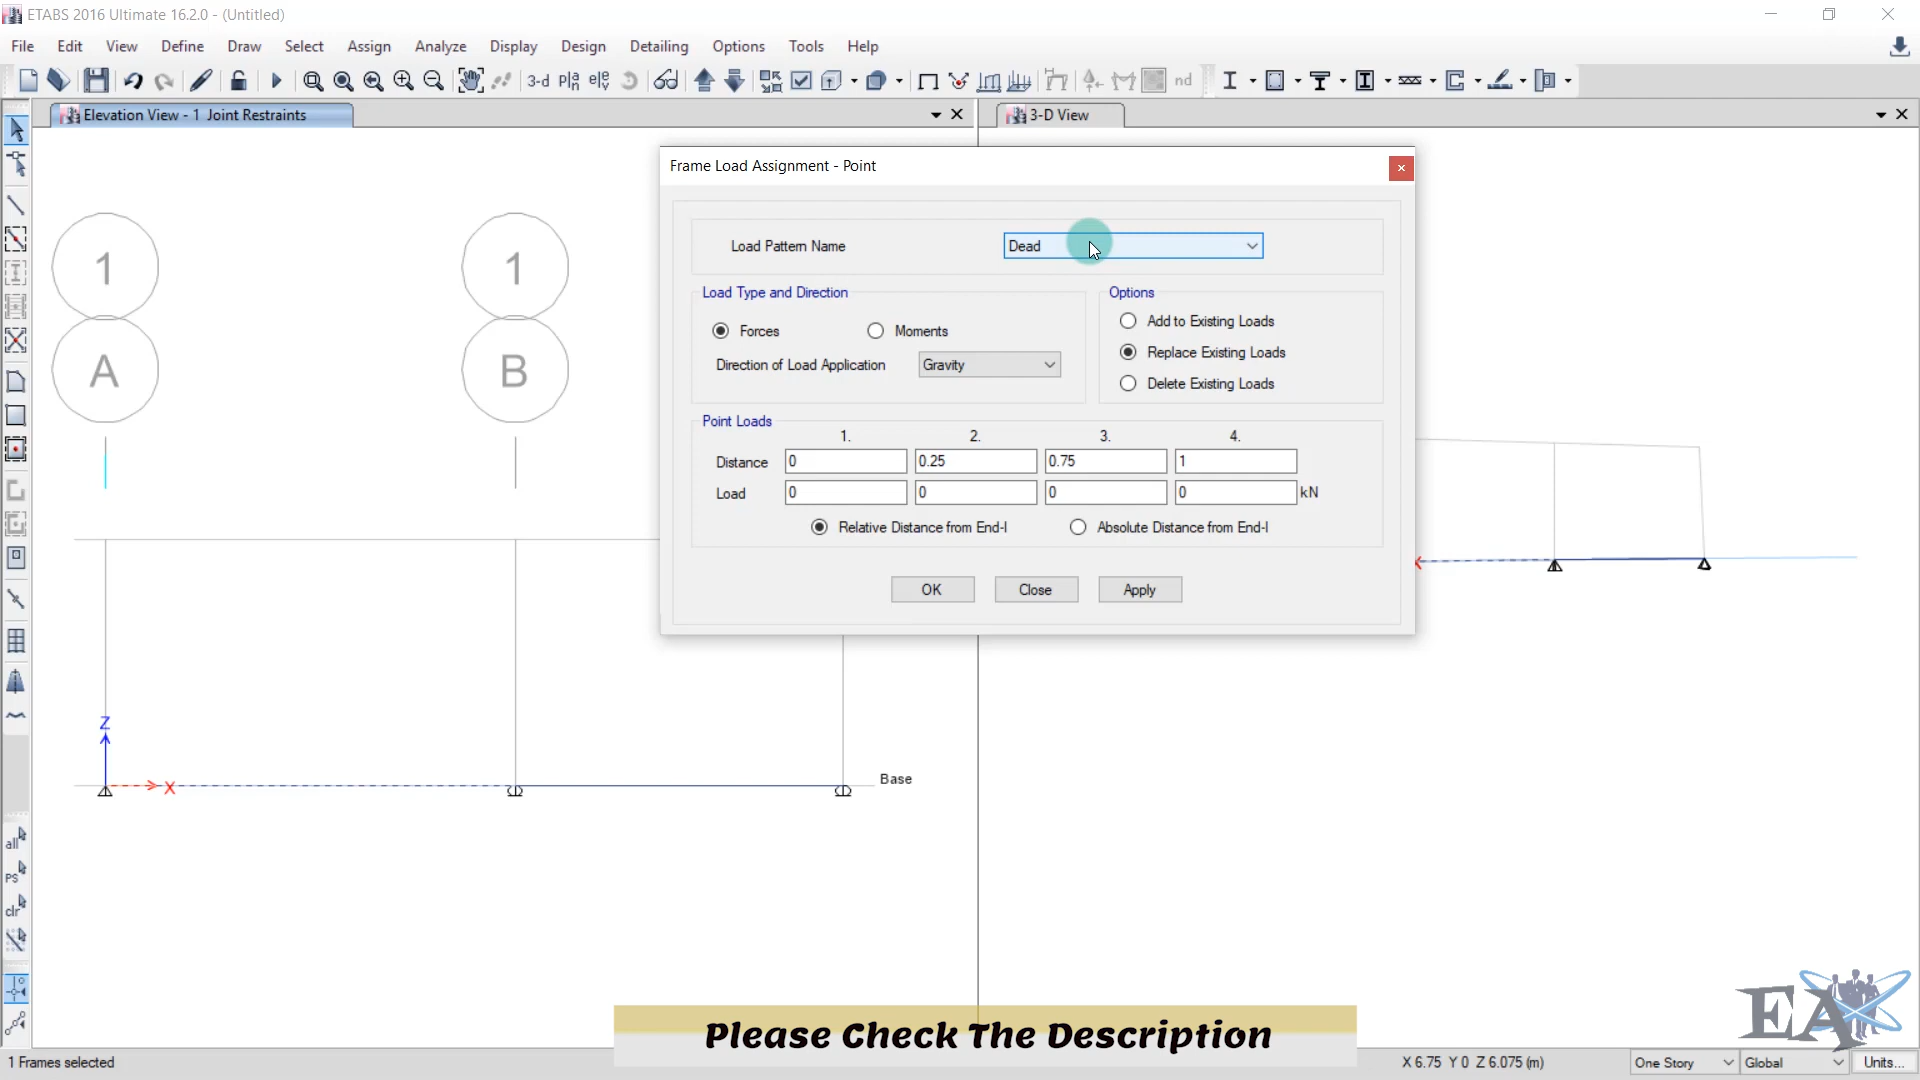 ETABS 2016 Ultimate 16.2.0 - (Untitled)
File Edit View Define Draw Select Assign Analyze Display Design Detailing Options Tools Help
3-d nd
Elevation View - 1 Joint Restraints
3-D View
Frame Load Assignment - Point
Load Pattern Name Dead
Load Type and Direction
Forces Moments
Direction of Load Application Gravity
Options
Add to Existing Loads
Replace Existing Loads
Delete Existing Loads
Point Loads
1. 2. 3. 4.
Distance 0 0.25 0.75 1
Load 0 0 0 0 kN
Relative Distance from End-I Absolute Distance from End-I
OK Close Apply
1 1
A B
Z
X
Base
X
all
PS
clr
Please Check The Description
EA
1 Frames selected
X 6.75 Y 0 Z 6.075 (m)
One Story Global Units...